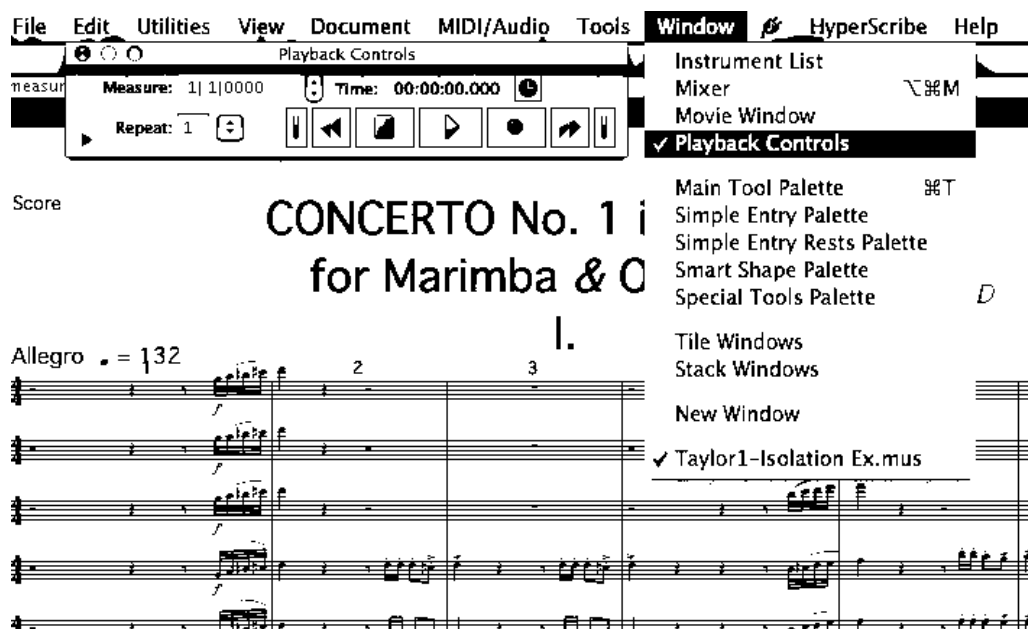 File Edit Utilities View Document MIDI/Audio Tools Window HyperScribe Help
Playback Controls
Measure: 1| 1|0000 Time: 00:00:00.000
Repeat: 1
measur
Instrument List
Mixer ⌥⌘M
Movie Window
✓ Playback Controls
Main Tool Palette ⌘T
Simple Entry Palette
Simple Entry Rests Palette
Smart Shape Palette
Special Tools Palette
Tile Windows
Stack Windows
New Window
✓ Taylor1-Isolation Ex.mus
Score
CONCERTO No. 1 i
for Marimba & O
D
I.
Allegro ♩ = 132
1 2 3
f
f
f
f